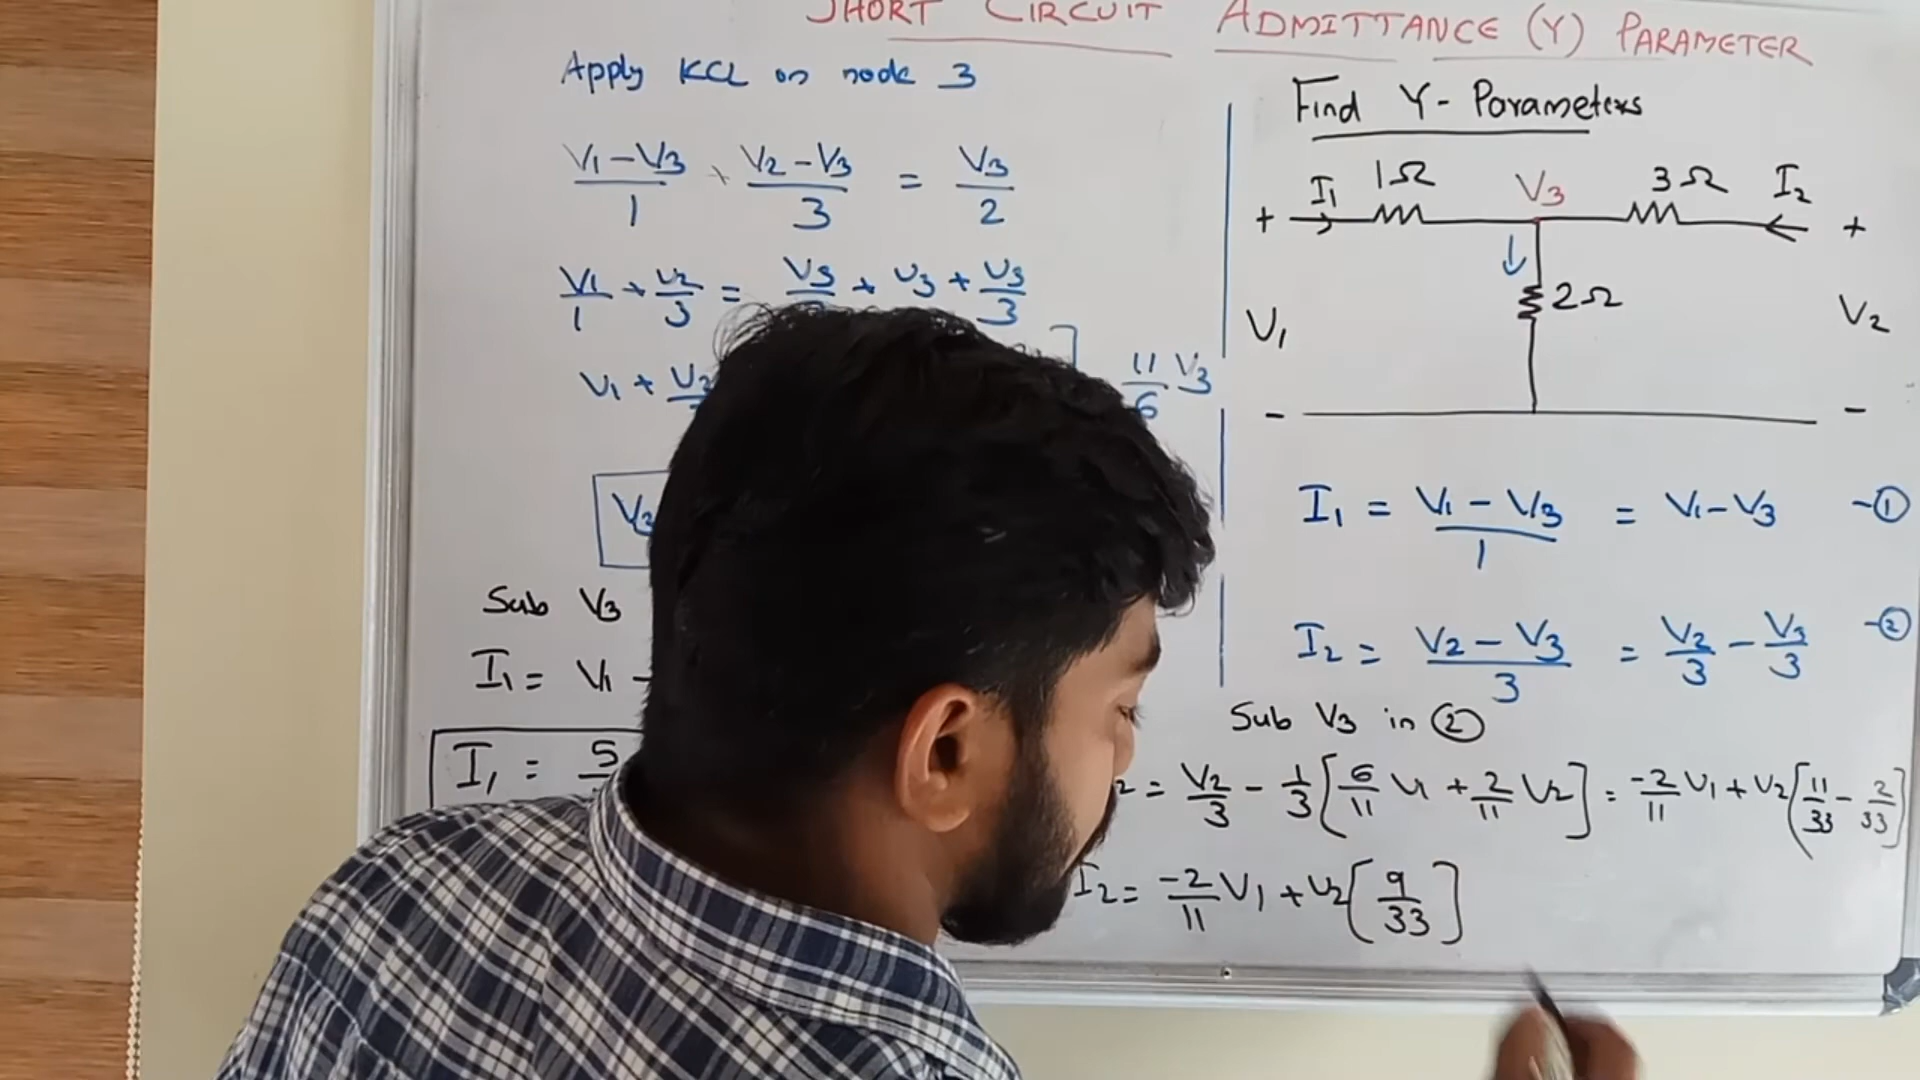 SHORT CIRCUIT ADMITTANCE (Y) PARAMETER
Apply KCL on node 3
V1 - V3 / 1 + V2 - V3 / 3 = V3 / 2
V1 / 1 + V2 / 3 = V3 + V3 + V3 / 3
V1 + V2
11 / 6 V3
V3
Sub V3
I1 = V1 -
I1 = 5
Find Y- Parameters
I1 1Ω V3 3Ω I2
+ +
2Ω
V1 V2
- -
I1 = V1 - V3 / 1 = V1 - V3 -①
I2 = V2 - V3 / 3 = V2 / 3 - V3 / 3 -②
Sub V3 in ②
2 = V2 / 3 - 1 / 3 [ 6 / 11 V1 + 2 / 11 V2 ] = -2 / 11 V1 + V2 [ 11 / 33 - 2 / 33 ]
I2 = -2 / 11 V1 + V2 [ 9 / 33 ]